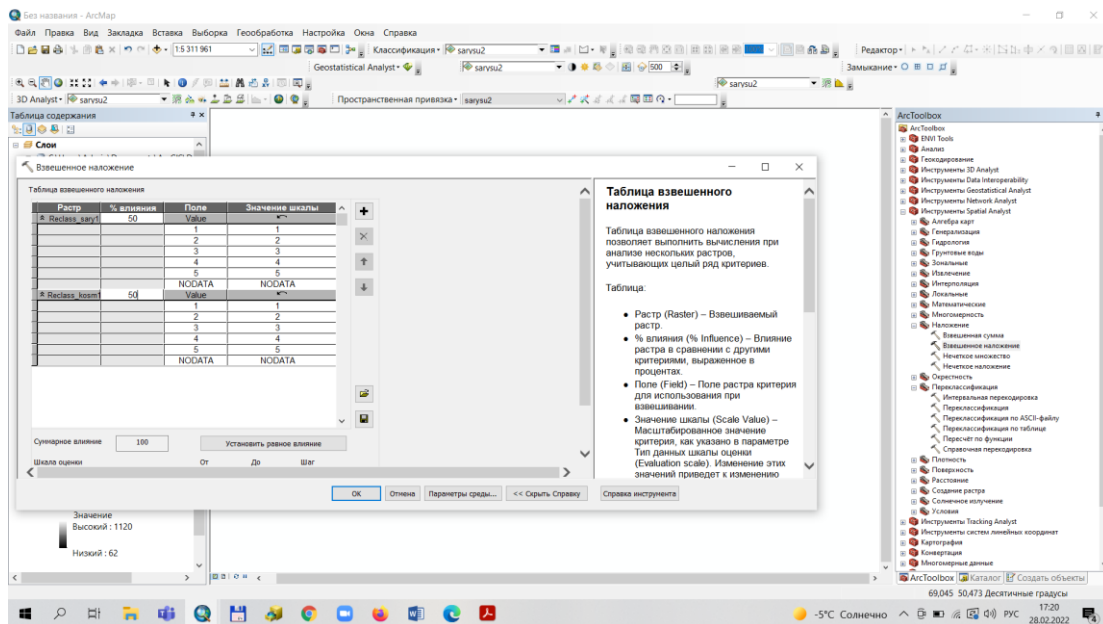 Без названия - ArcMap
Файл Правка Вид Закладка Вставка Выборка Геообработка Настройка Окна Справка
1:5 311 961
Классификация
sarysu2
Редактор
Geostatistical Analyst
sarysu2
500
Замыкание
sarysu2
3D Analyst
sarysu2
Пространственная привязка
sarysu2
Таблица содержания
Слои
Взвешенное наложение
Таблица взвешенного наложения
Растр % влияния Поле Значение шкалы
Reclass_sary1 50 Value
1 1
2 2
3 3
4 4
5 5
NODATA NODATA
Reclass_kosm1 50 Value
1 1
2 2
3 3
4 4
5 5
NODATA NODATA
Суммарное влияние 100 Установить равное влияние
Шкала оценки От До Шаг
OK Отмена Параметры среды... << Скрыть Справку Справка инструмента
Таблица взвешенного
наложения
Таблица взвешенного наложения
позволяет выполнить вычисления при
анализе нескольких растров,
учитывающих целый ряд критериев.
Таблица:
• Растр (Raster) – Взвешиваемый
растр.
• % влияния (% Influence) – Влияние
растра в сравнении с другими
критериями, выраженное в
процентах.
• Поле (Field) – Поле растра критерия
для использования при
взвешивании.
• Значение шкалы (Scale Value) –
Масштабированное значение
критерия, как указано в параметре
Тип данных шкалы оценки
(Evaluation scale). Изменение этих
значений приведет к изменению
Значение
Высокий : 1120
Низкий : 62
ArcToolbox
ArcToolbox
ENVI Tools
Анализ
Геокодирование
Инструменты 3D Analyst
Инструменты Data Interoperability
Инструменты Geostatistical Analyst
Инструменты Network Analyst
Инструменты Spatial Analyst
Алгебра карт
Генерализация
Гидрология
Грунтовые воды
Зональные
Извлечение
Интерполяция
Локальные
Математические
Многомерность
Наложение
Взвешенная сумма
Взвешенное наложение
Нечеткое множество
Нечеткое наложение
Окрестность
Переклассификация
Интервальная перекодировка
Переклассификация
Переклассификация по ASCII-файлу
Переклассификация по таблице
Пересчёт по функции
Справочная перекодировка
Плотность
Поверхность
Расстояние
Создание растра
Солнечное излучение
Условия
Инструменты Tracking Analyst
Инструменты систем линейных координат
Картография
Конвертация
Многомерные данные
ArcToolbox Каталог Создать объекты
69,045 50,473 Десятичные градусы
-5°C Солнечно
РУС
17:20
28.02.2022